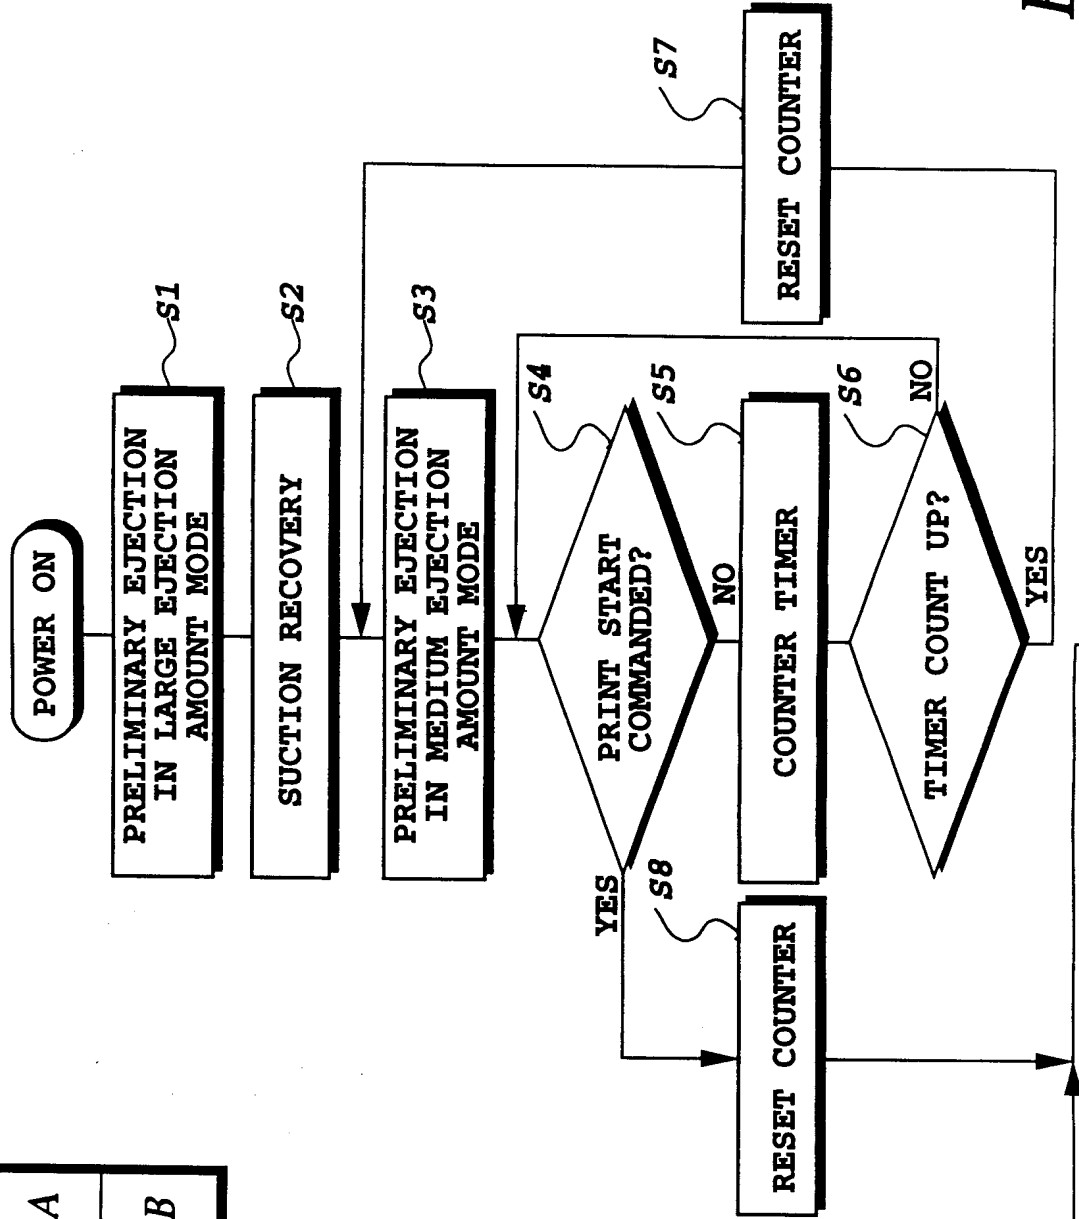 POWER ON
PRELIMINARY EJECTION
IN LARGE EJECTION
AMOUNT MODE
S1
SUCTION RECOVERY
S2
PRELIMINARY EJECTION
IN MEDIUM EJECTION
AMOUNT MODE
S3
PRINT START
COMMANDED?
S4
YES
NO
COUNTER TIMER
S5
TIMER COUNT UP?
S6
NO
YES
RESET COUNTER
S7
RESET COUNTER
S8
A
B